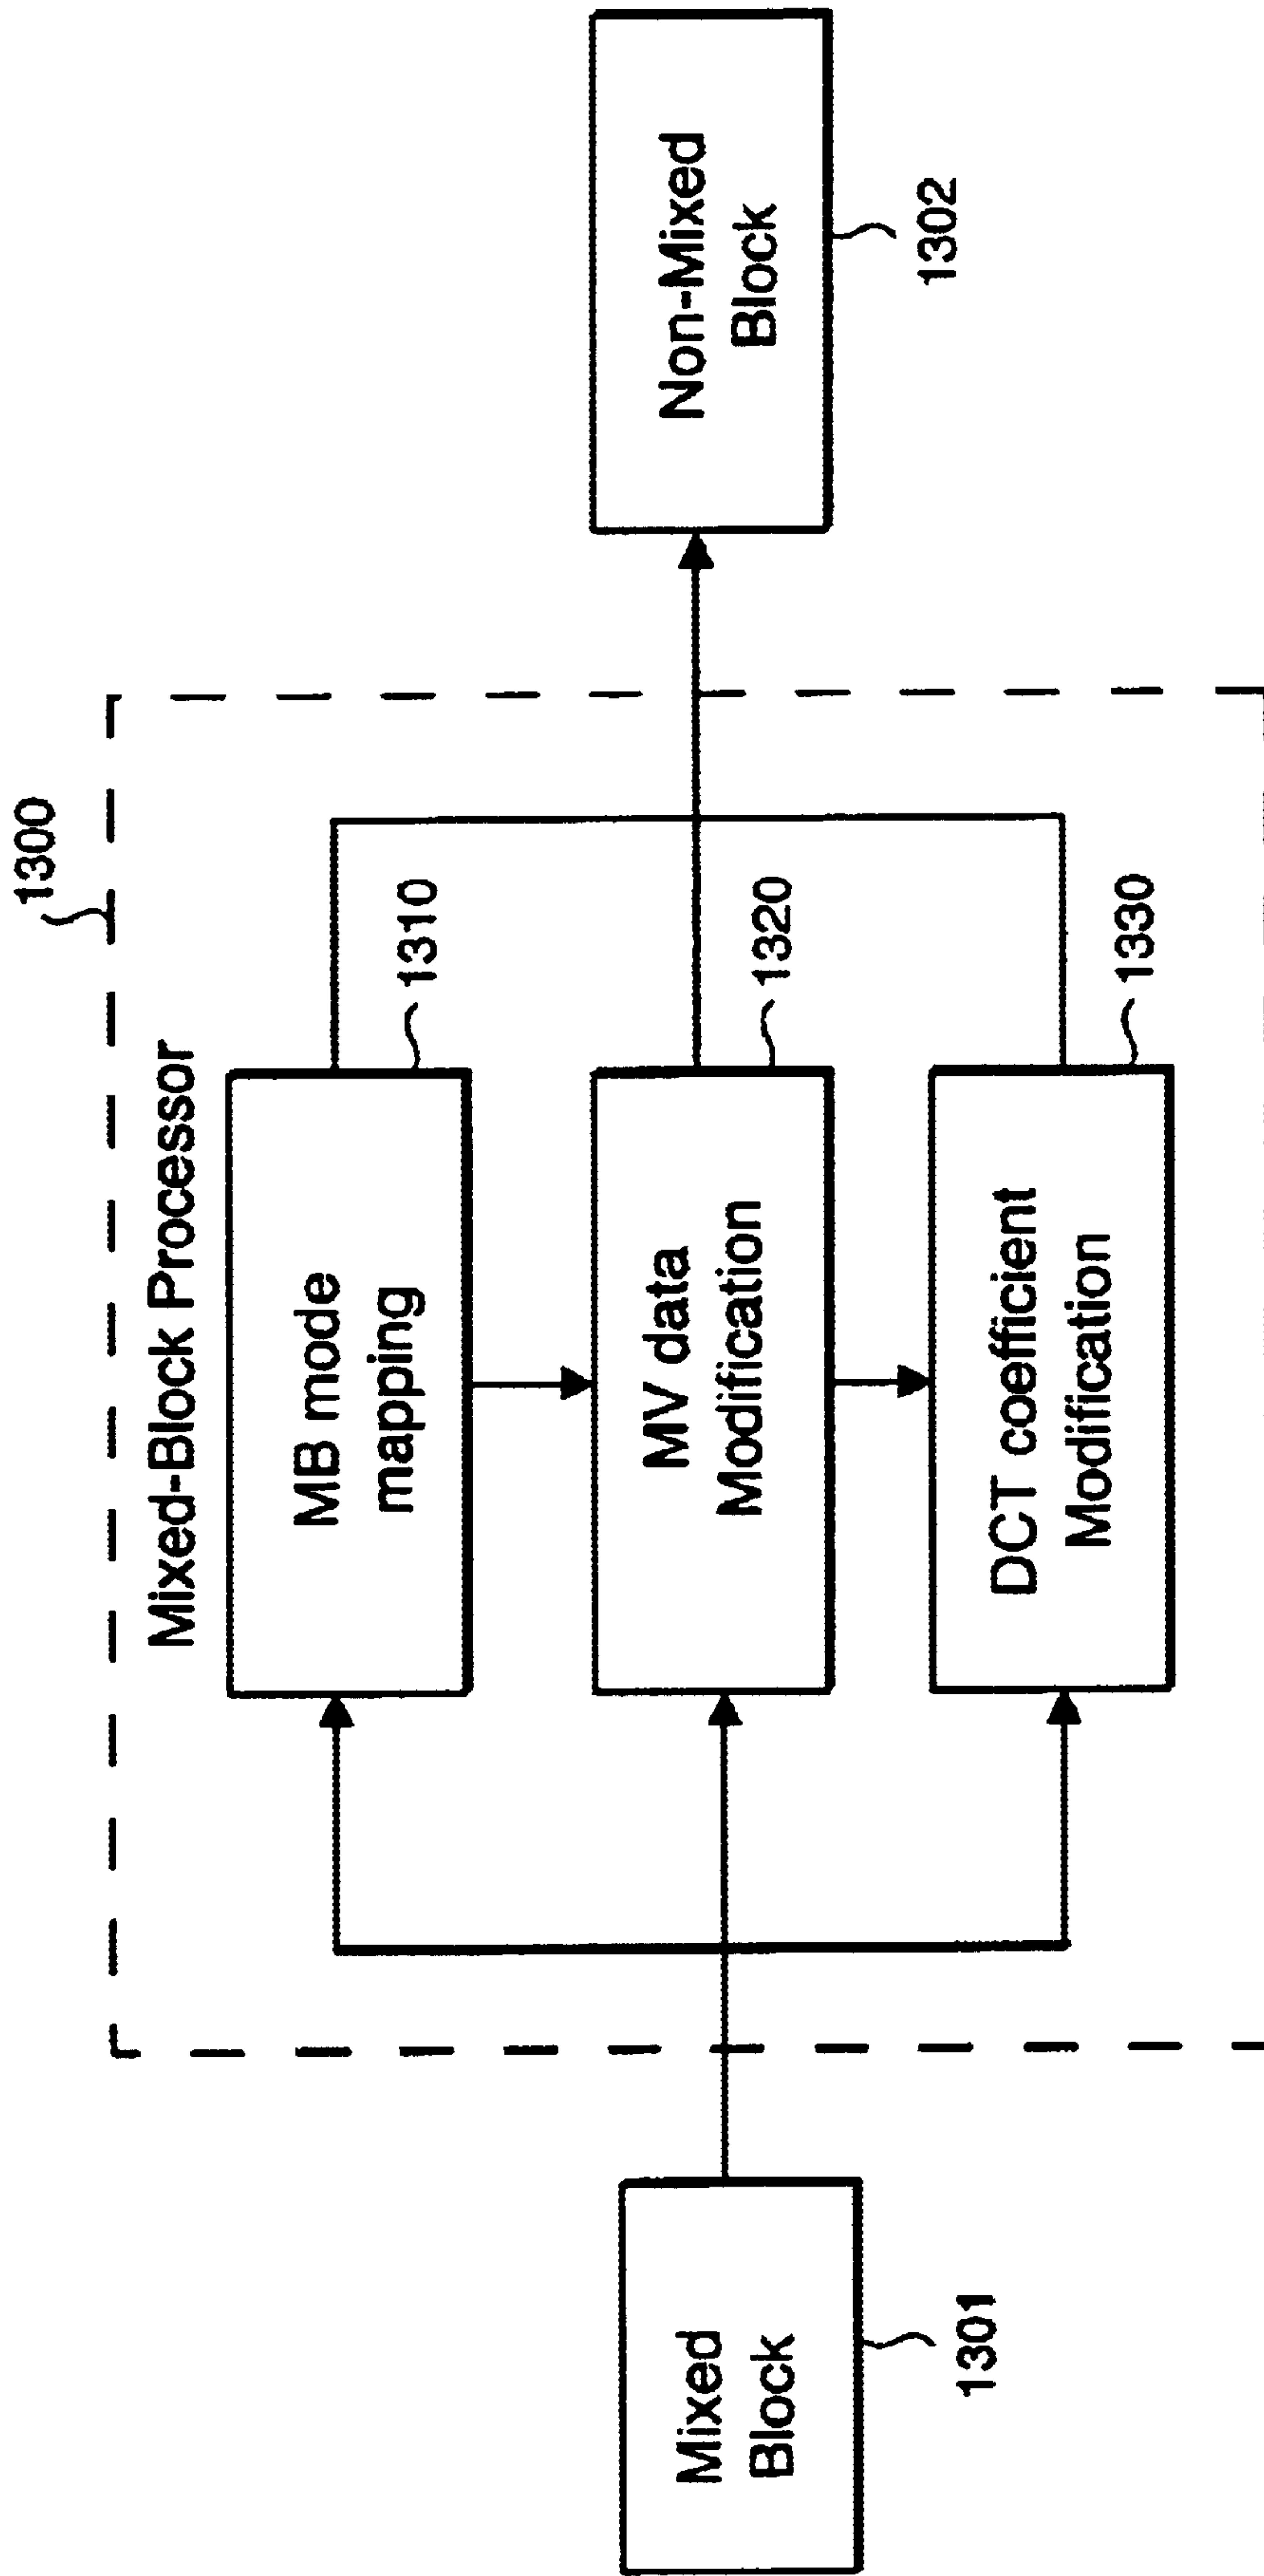 1300
Mixed-Block Processor
MB mode
mapping
1310
MV data
Modification
1320
DCT coefficient
Modification
1330
Mixed
Block
1301
Non-Mixed
Block
1302